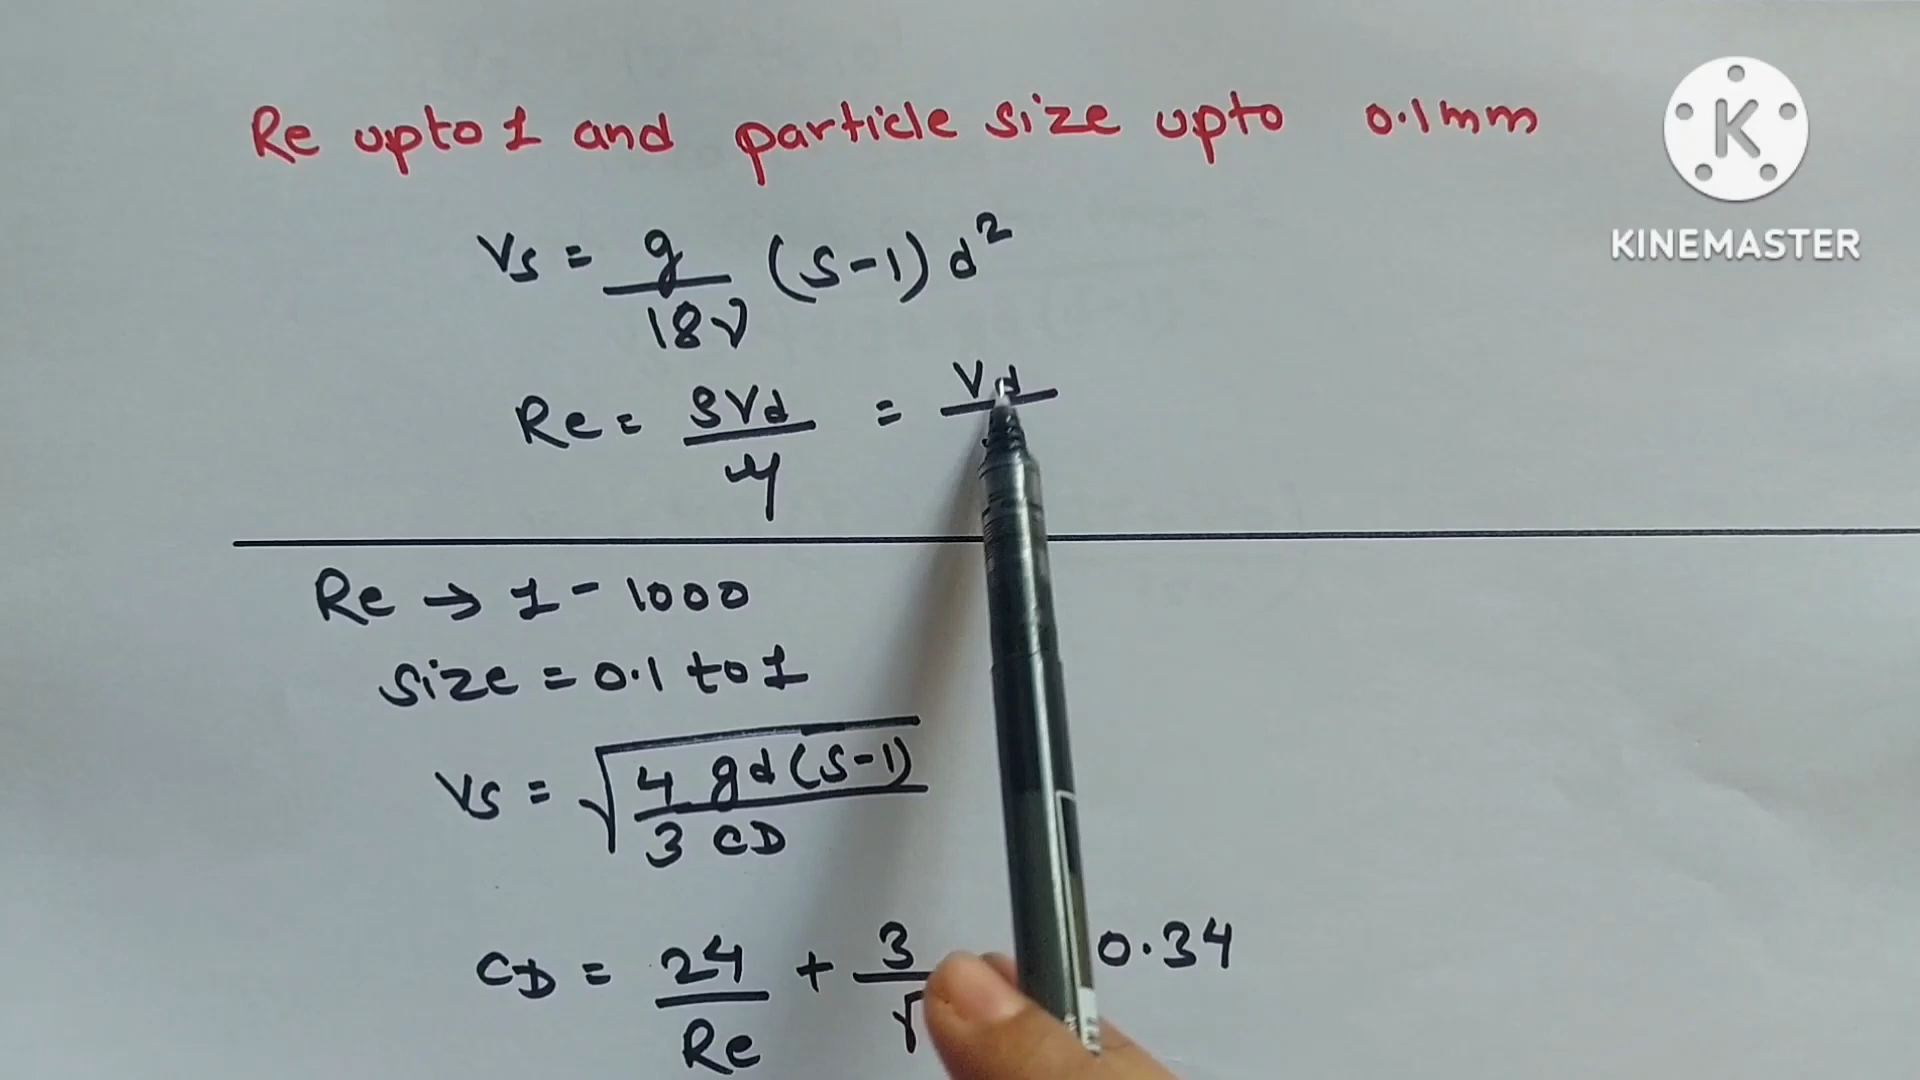 Re upto 1 and particle size upto 0.1mm
K
KINEMASTER
Vs = g/18ν (S-1) d²
Re = ρVd/μ = Vd
Re → 1 - 1000
size = 0.1 to 1
Vs = √(4/3 gd(S-1)/CD)
CD = 24/Re + 3/√ 0.34